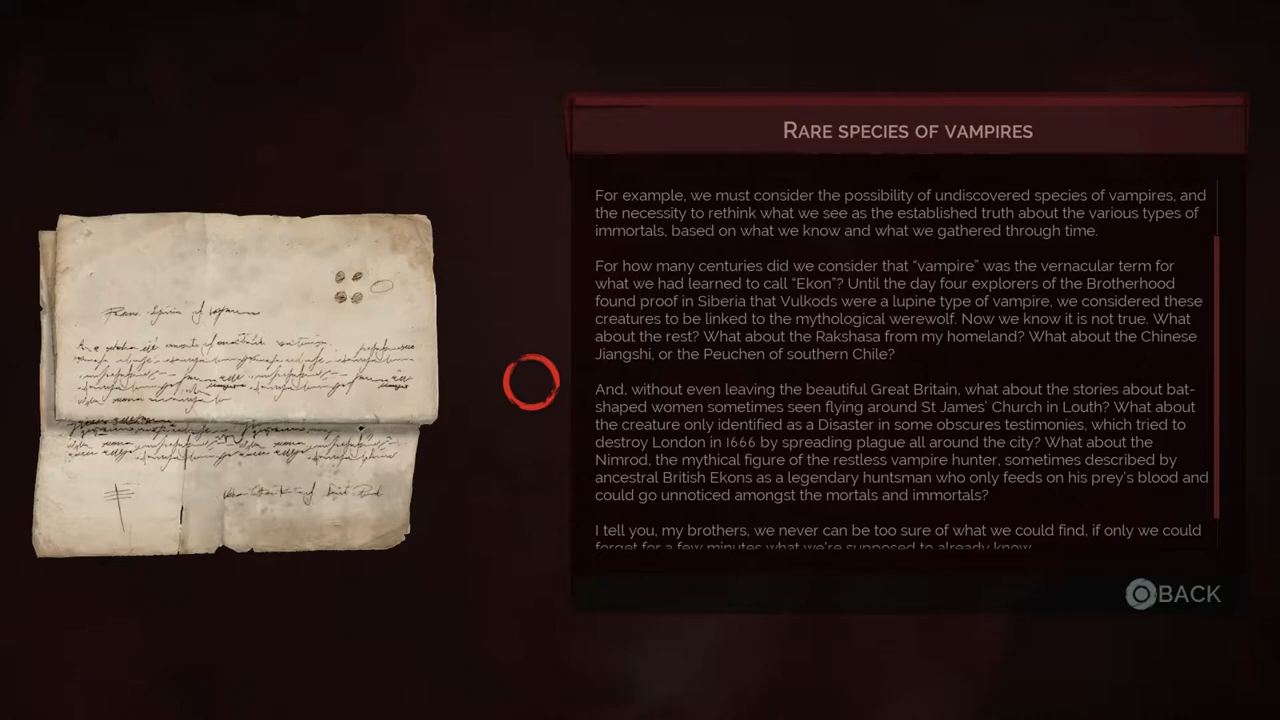 Rare species of vampires
For example, we must consider the possibility of undiscovered species of vampires, and
the necessity to rethink what we see as the established truth about the various types of
immortals, based on what we know and what we gathered through time.
For how many centuries did we consider that “vampire” was the vernacular term for
what we had learned to call “Ekon”? Until the day four explorers of the Brotherhood
found proof in Siberia that Vulkods were a lupine type of vampire, we considered these
creatures to be linked to the mythological werewolf. Now we know it is not true. What
about the rest? What about the Rakshasa from my homeland? What about the Chinese
Jiangshi, or the Peuchen of southern Chile?
And, without even leaving the beautiful Great Britain, what about the stories about bat-
shaped women sometimes seen flying around St James’ Church in Louth? What about
the creature only identified as a Disaster in some obscures testimonies, which tried to
destroy London in 1666 by spreading plague all around the city? What about the
Nimrod, the mythical figure of the restless vampire hunter, sometimes described by
ancestral British Ekons as a legendary huntsman who only feeds on his prey’s blood and
could go unnoticed amongst the mortals and immortals?
I tell you, my brothers, we never can be too sure of what we could find, if only we could
forget for a few minutes what we’re supposed to already know.
BACK